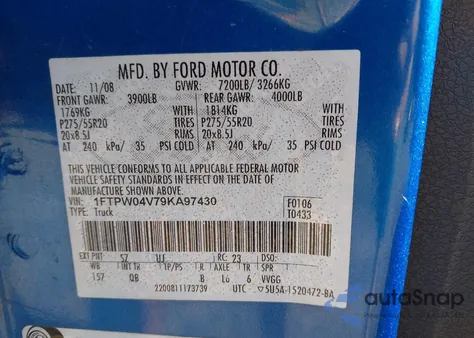 MFD. BY FORD MOTOR CO.
DATE: 11/08 GVWR: 7200LB/ 3266KG
FRONT GAWR: 3900LB REAR GAWR: 4000LB
1769KG WITH 1814KG WITH
P275/55R20 TIRES P275/55R20 TIRES
20x8.5J RIMS 20x8.5J RIMS
AT 240 kPa/ 35 PSI COLD AT 240 kPa/ 35 PSI COLD
THIS VEHICLE CONFORMS TO ALL APPLICABLE FEDERAL MOTOR
VEHICLE SAFETY STANDARDS IN EFFECT ON THE DATE OF
MANUFACTURE SHOWN ABOVE.
VIN: 1FTPW04V79KA97430 F0106
TYPE: Truck T0433
EXT PNT: SZ UJ RC: 23 DSO:
WB INT TR TP/PS R AXLE TR SPR
157 QB B L6 6 VVGG
2200811173739 UTC 5U5A-1520472-BA
autoSnap